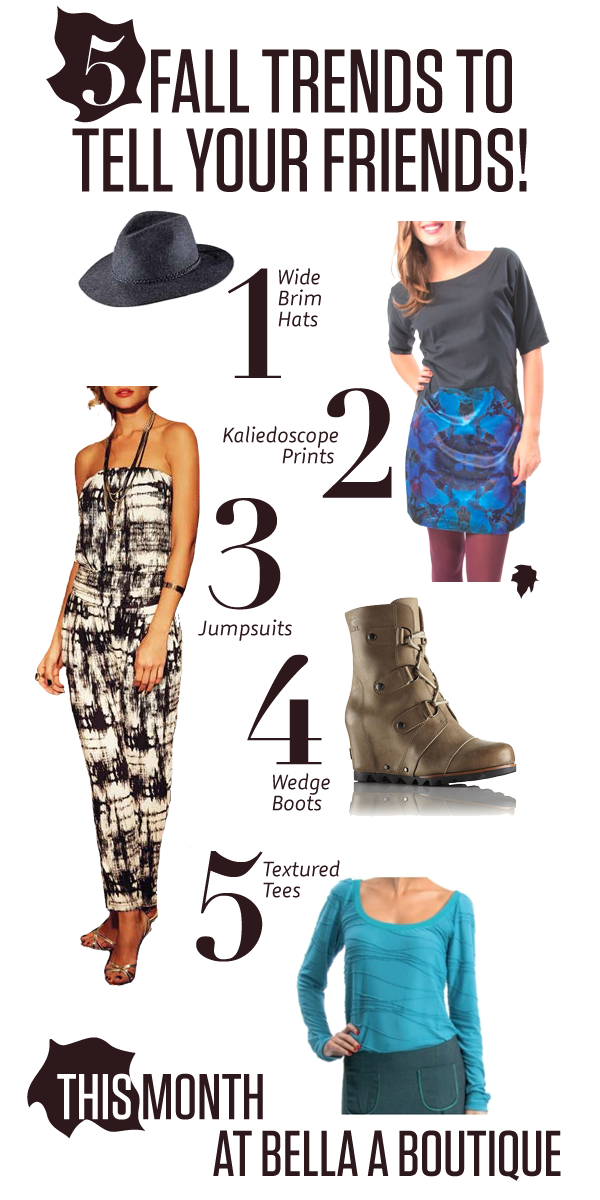 5 FALL TRENDS TO
TELL YOUR FRIENDS!
1
Wide
Brim
Hats
2
Kaliedoscope
Prints
3
Jumpsuits
4
Wedge
Boots
5
Textured
Tees
THIS MONTH
AT BELLA A BOUTIQUE